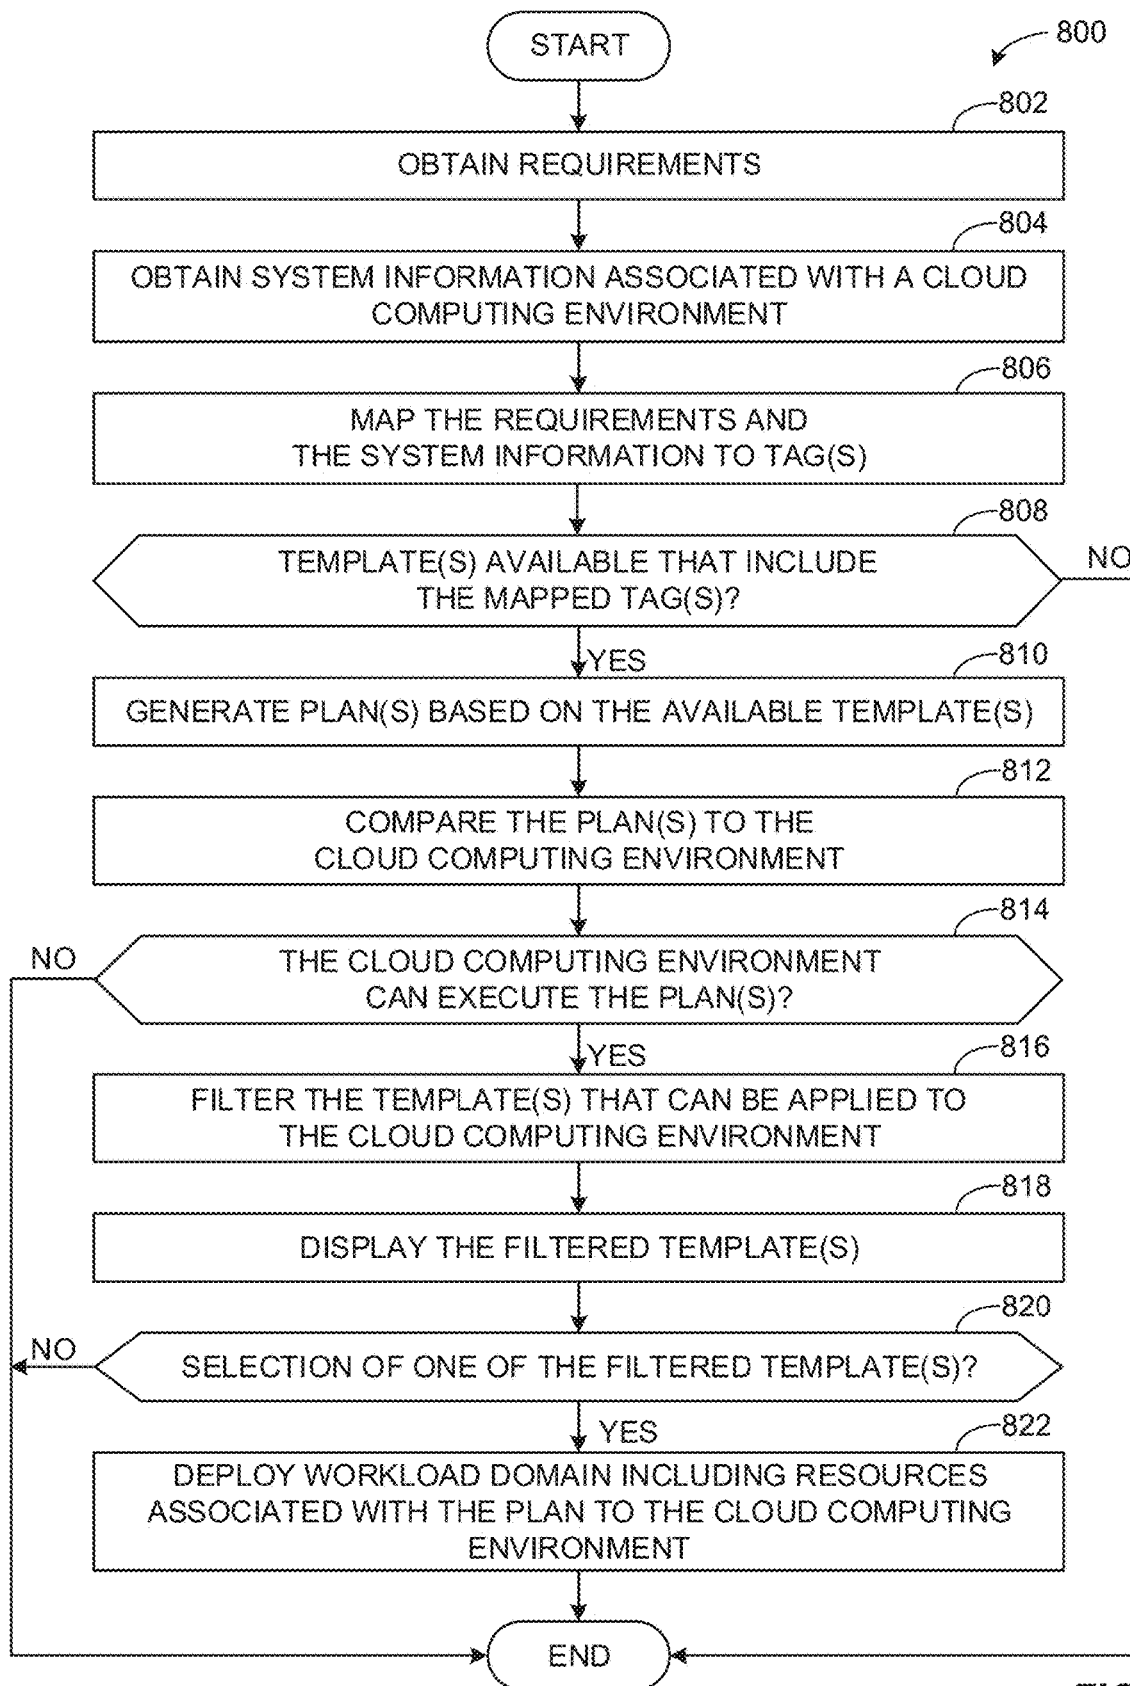 START
800
802
OBTAIN REQUIREMENTS
804
OBTAIN SYSTEM INFORMATION ASSOCIATED WITH A CLOUD
COMPUTING ENVIRONMENT
806
MAP THE REQUIREMENTS AND
THE SYSTEM INFORMATION TO TAG(S)
808
TEMPLATE(S) AVAILABLE THAT INCLUDE
THE MAPPED TAG(S)?
NO
YES
810
GENERATE PLAN(S) BASED ON THE AVAILABLE TEMPLATE(S)
812
COMPARE THE PLAN(S) TO THE
CLOUD COMPUTING ENVIRONMENT
814
NO
THE CLOUD COMPUTING ENVIRONMENT
CAN EXECUTE THE PLAN(S)?
YES
816
FILTER THE TEMPLATE(S) THAT CAN BE APPLIED TO
THE CLOUD COMPUTING ENVIRONMENT
818
DISPLAY THE FILTERED TEMPLATE(S)
820
NO
SELECTION OF ONE OF THE FILTERED TEMPLATE(S)?
YES
822
DEPLOY WORKLOAD DOMAIN INCLUDING RESOURCES
ASSOCIATED WITH THE PLAN TO THE CLOUD COMPUTING
ENVIRONMENT
END